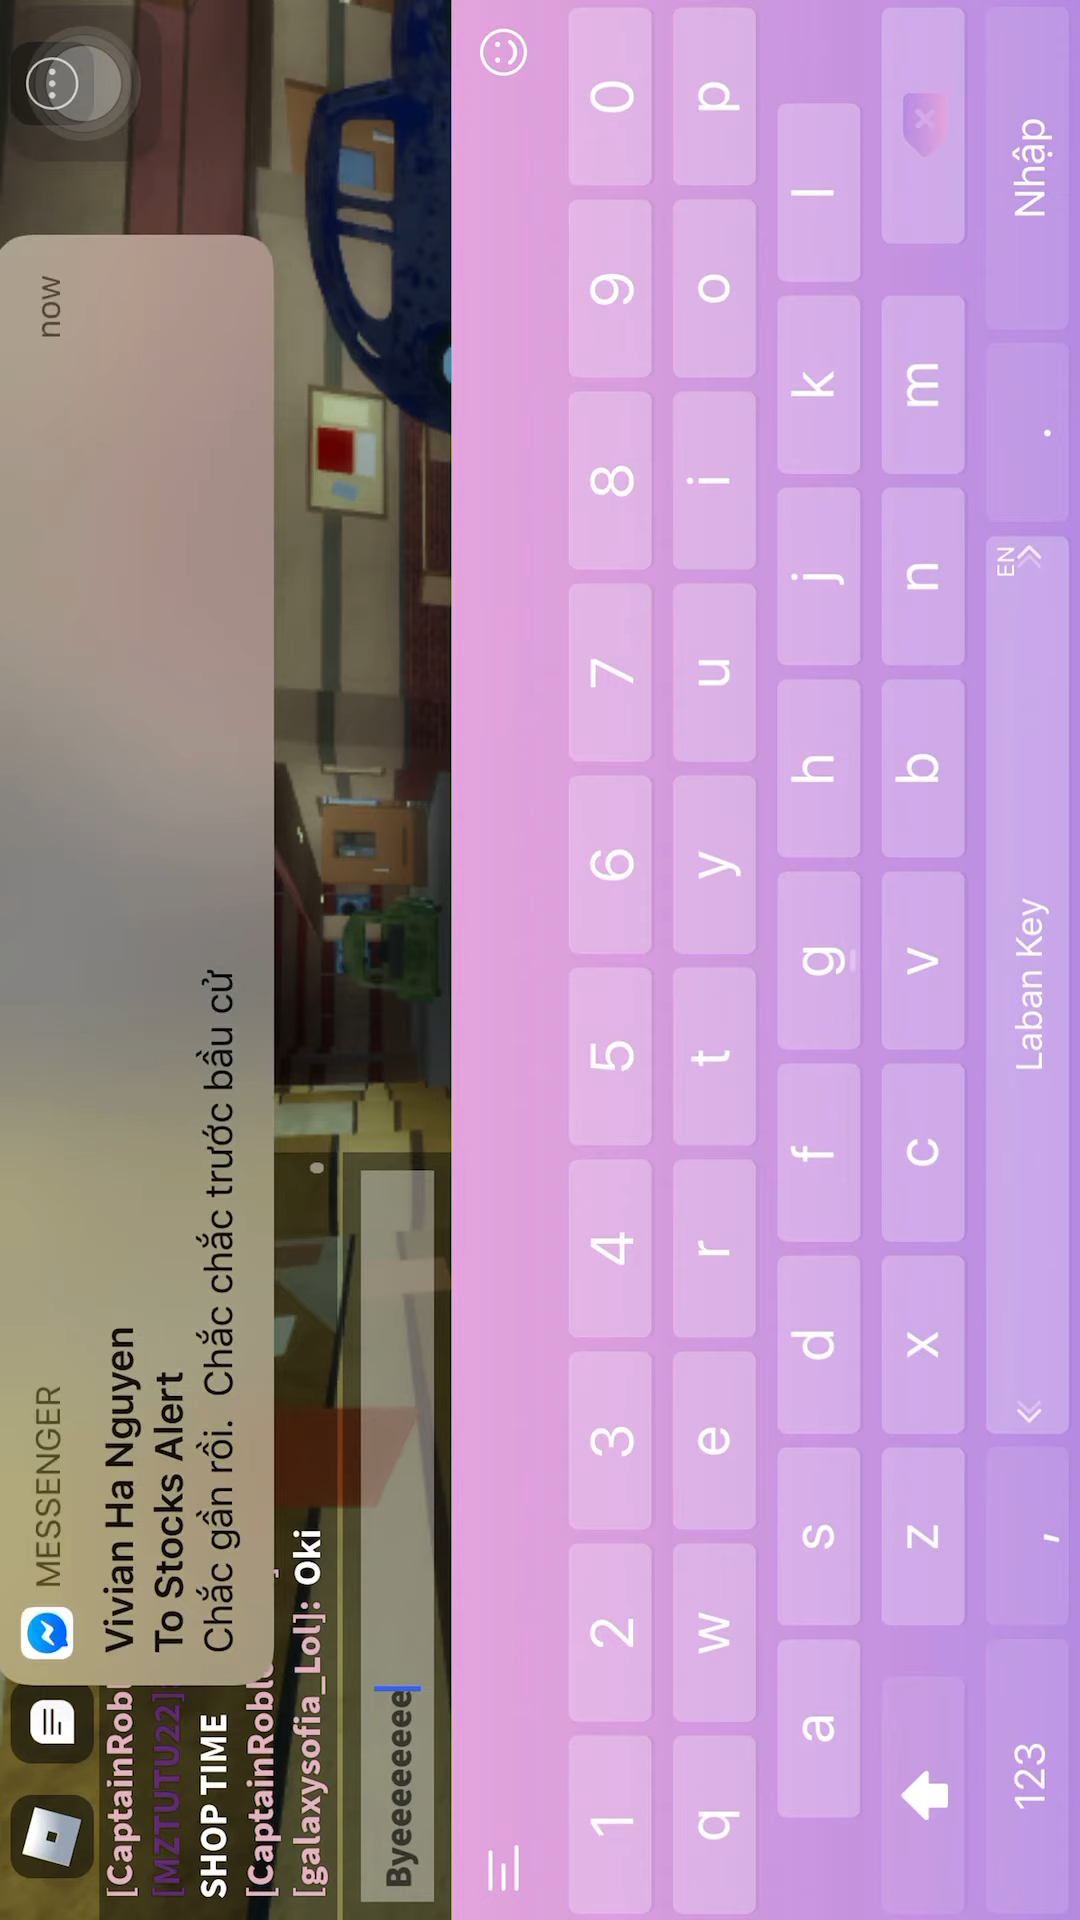 MESSENGER
now
Vivian Ha Nguyen
To Stocks Alert
Chắc gần rồi. Chắc chắc trước bầu cử
[CaptainRobl
[MZTUTU22]:
SHOP TIME
[CaptainRobl
[galaxysofia_Lol]: Oki
Byeeeeeeee
1 2 3 4 5 6 7 8 9 0
q w e r t y u i o p
a s d f g h j k l
z x c v b n m
123 , Laban Key EN . Nhập